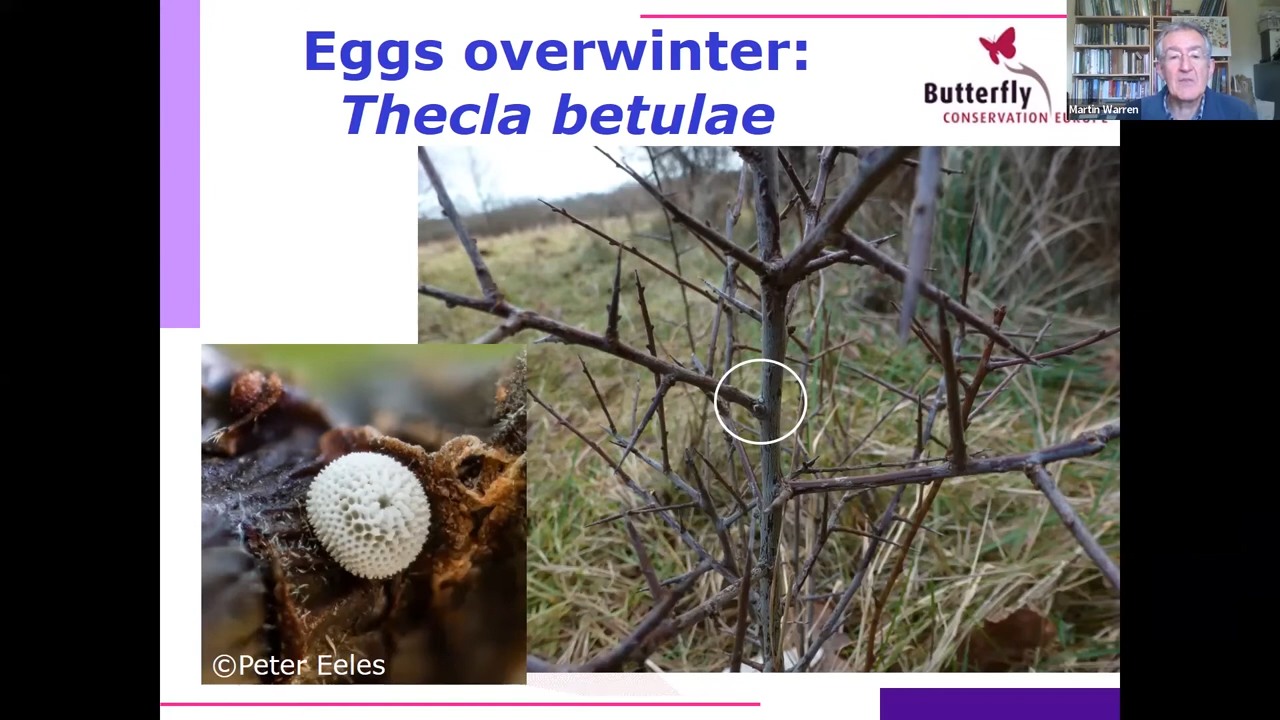 Eggs overwinter:
Thecla betulae
Butterfly
CONSERVATION EUROPE
Martin Warren
©Peter Eeles